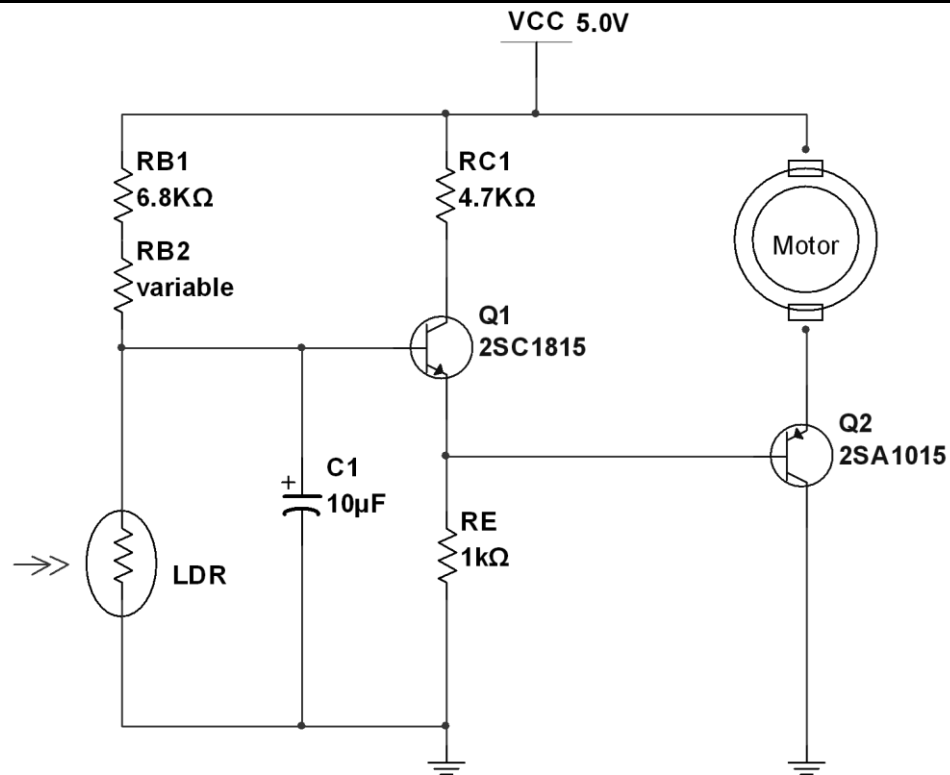 VCC 5.0V
RB1
6.8KΩ
RC1
4.7KΩ
RB2
variable
Motor
Q1
2SC1815
Q2
2SA1015
C1
+
10µF
RE
1kΩ
LDR